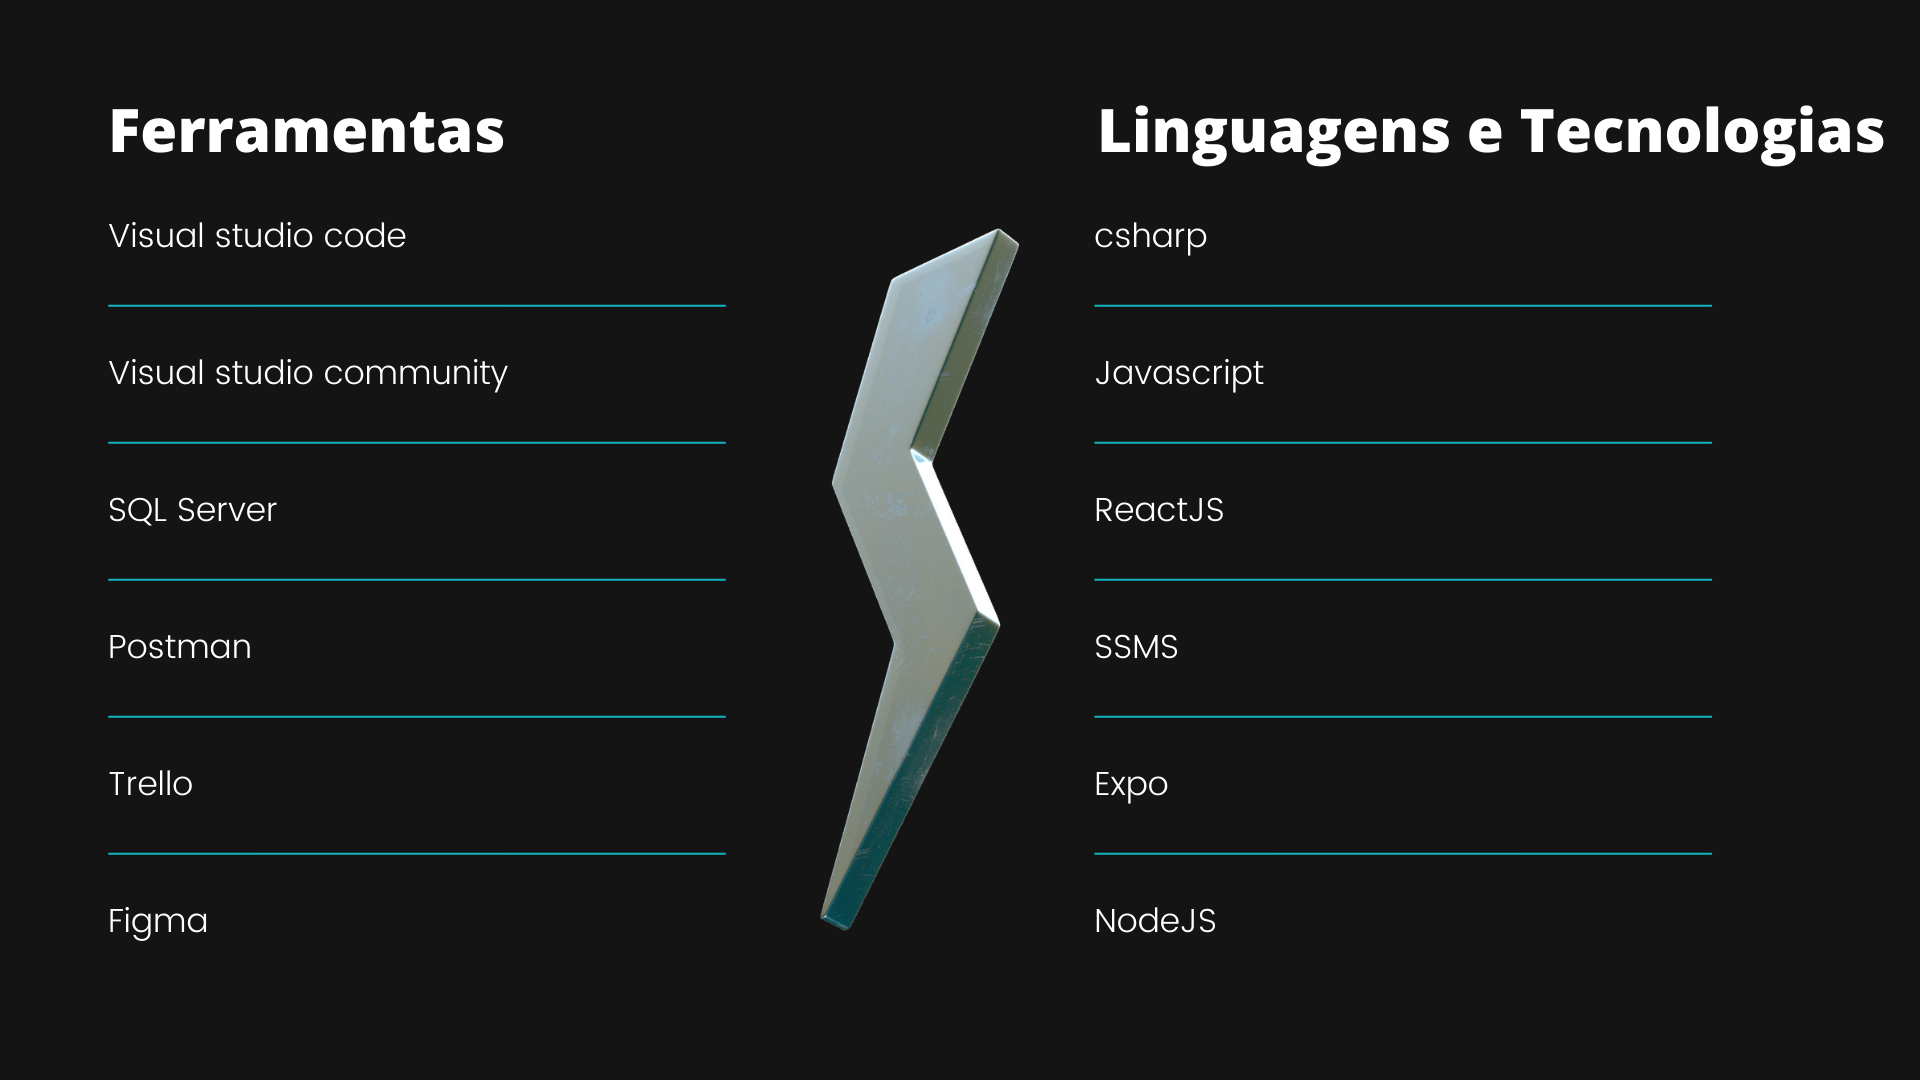 Ferramentas
Visual studio code
Visual studio community
SQL Server
Postman
Trello
Figma
Linguagens e Tecnologias
csharp
Javascript
ReactJS
SSMS
Expo
NodeJS